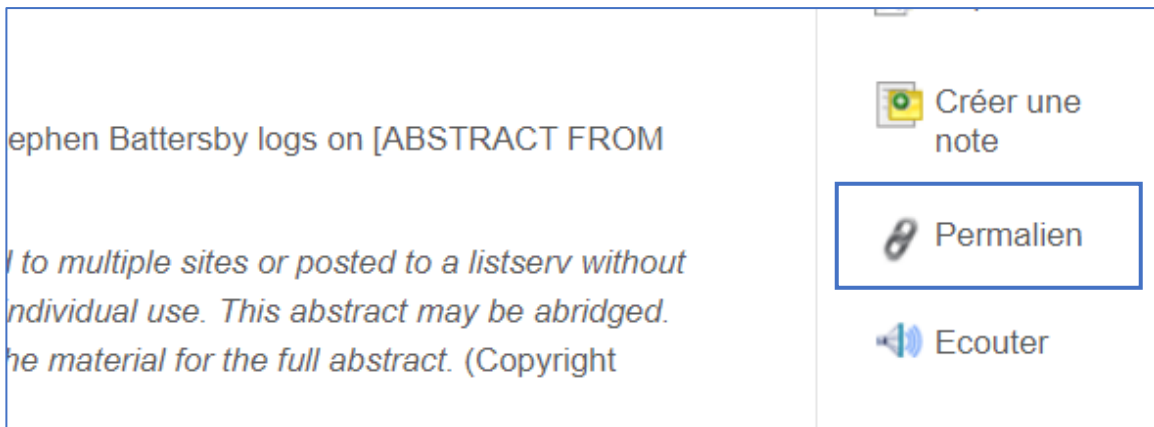 ephen Battersby logs on [ABSTRACT FROM
to multiple sites or posted to a listserv without
ndividual use. This abstract may be abridged.
he material for the full abstract. (Copyright
Créer une
note
Permalien
Ecouter